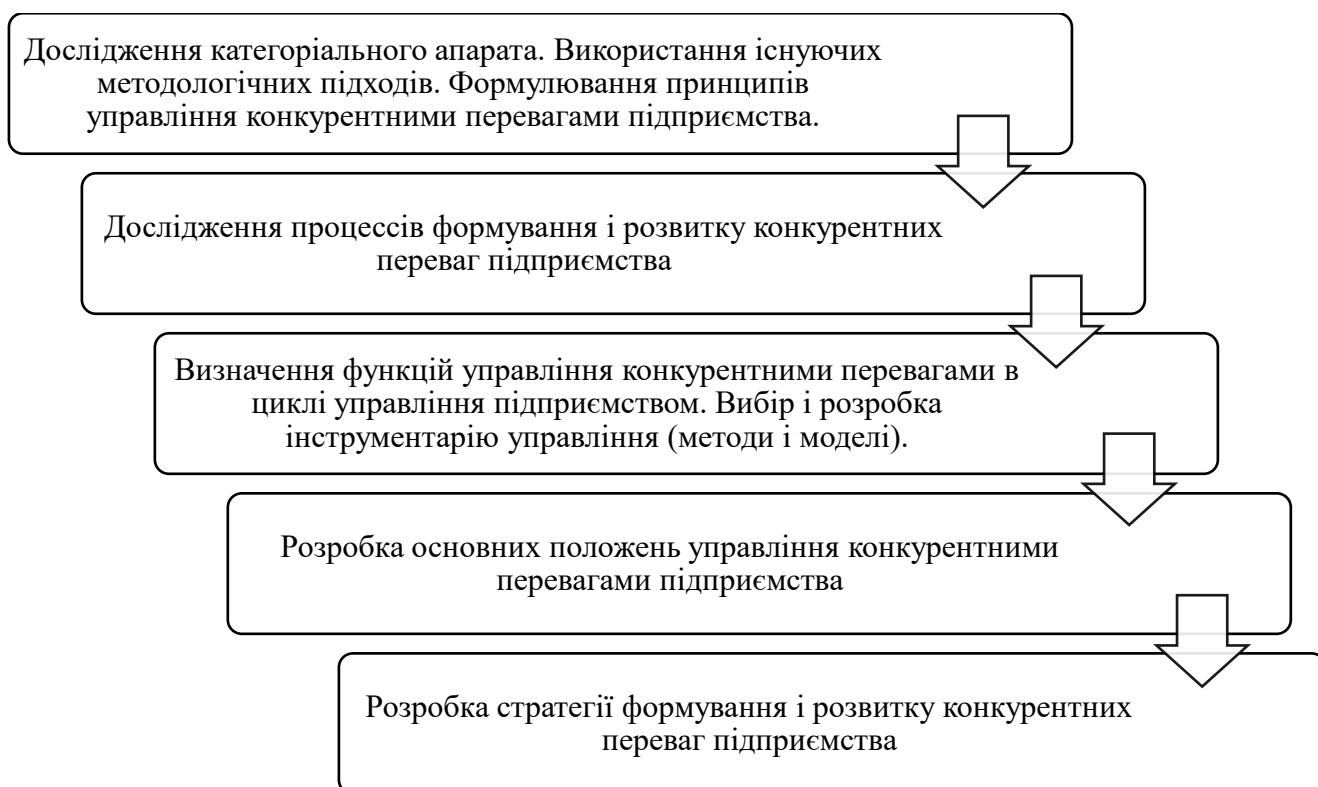 Дослідження категоріального апарата. Використання існуючих
методологічних підходів. Формулювання принципів
управління конкурентними перевагами підприємства.
Дослідження процессів формування і розвитку конкурентних
переваг підприємства
Визначення функцій управління конкурентними перевагами в
циклі управління підприємством. Вибір і розробка
інструментарію управління (методи і моделі).
Розробка основних положень управління конкурентними
перевагами підприємства
Розробка стратегії формування і розвитку конкурентних
переваг підприємства